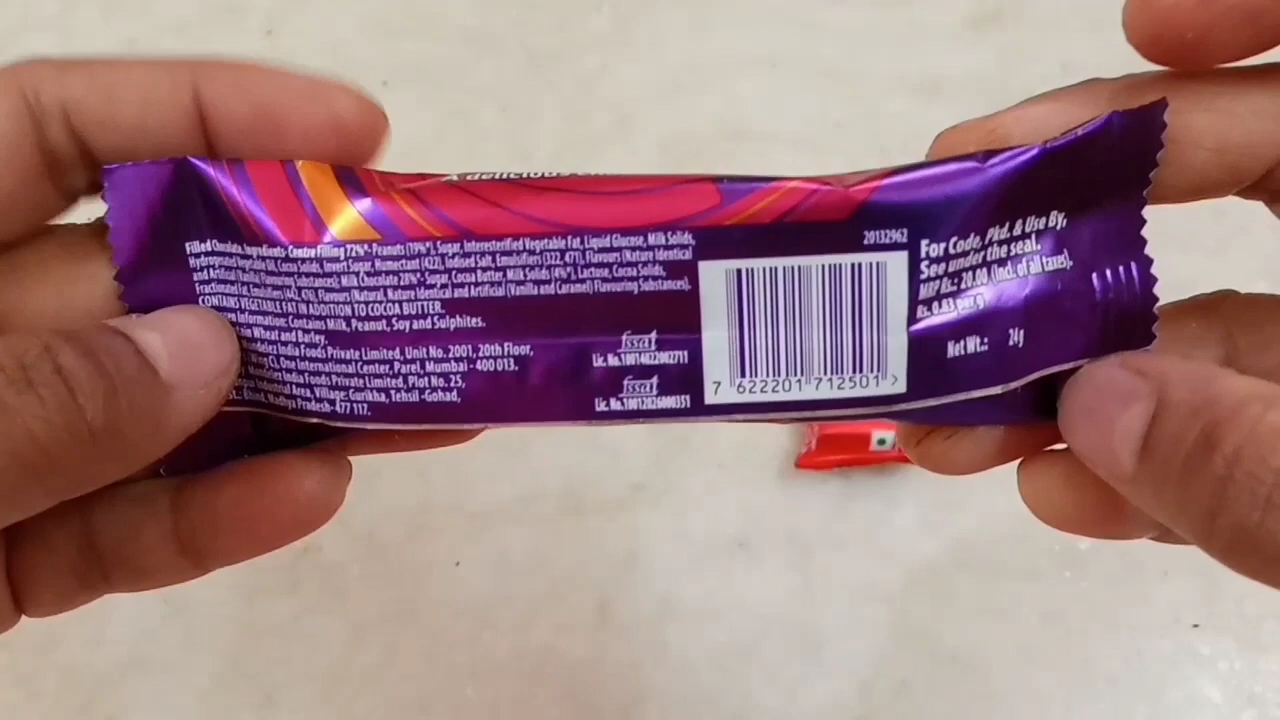 A delicious
Filled Chocolate. Ingredients- Centre Filling 72%*- Peanuts (19%*), Sugar, Interesterified Vegetable Fat, Liquid Glucose, Milk Solids,
Hydrogenated Vegetable Oil, Cocoa Solids, Invert Sugar, Humectant (422), Iodised Salt, Emulsifiers (322, 471), Flavours (Nature Identical
and Artificial (Vanilla) Flavouring Substances); Milk Chocolate 28%*- Sugar, Cocoa Butter, Milk Solids (4%*), Lactose, Cocoa Solids,
Fractionated Fat, Emulsifiers (442, 476), Flavours (Natural, Nature Identical and Artificial (Vanilla and Caramel) Flavouring Substances).
CONTAINS VEGETABLE FAT IN ADDITION TO COCOA BUTTER.
Information: Contains Milk, Peanut, Soy and Sulphites.
Wheat and Barley.
Mondelez India Foods Private Limited, Unit No. 2001, 20th Floor,
One International Center, Parel, Mumbai - 400 013.
Mondelez India Foods Private Limited, Plot No. 25,
Industrial Area, Village: Gurikha, Tehsil -Gohad,
Bhind, Madhya Pradesh- 477 117.
fssai
Lic. No.10014022002711
fssai
Lic. No.10012026000351
20132962
7 622201 712501 >
For Code, Pkd. & Use By,
See under the seal.
MRP Rs.: 20.00 (incl. of all taxes).
Rs. 0.83 per g
Net Wt.: 24g